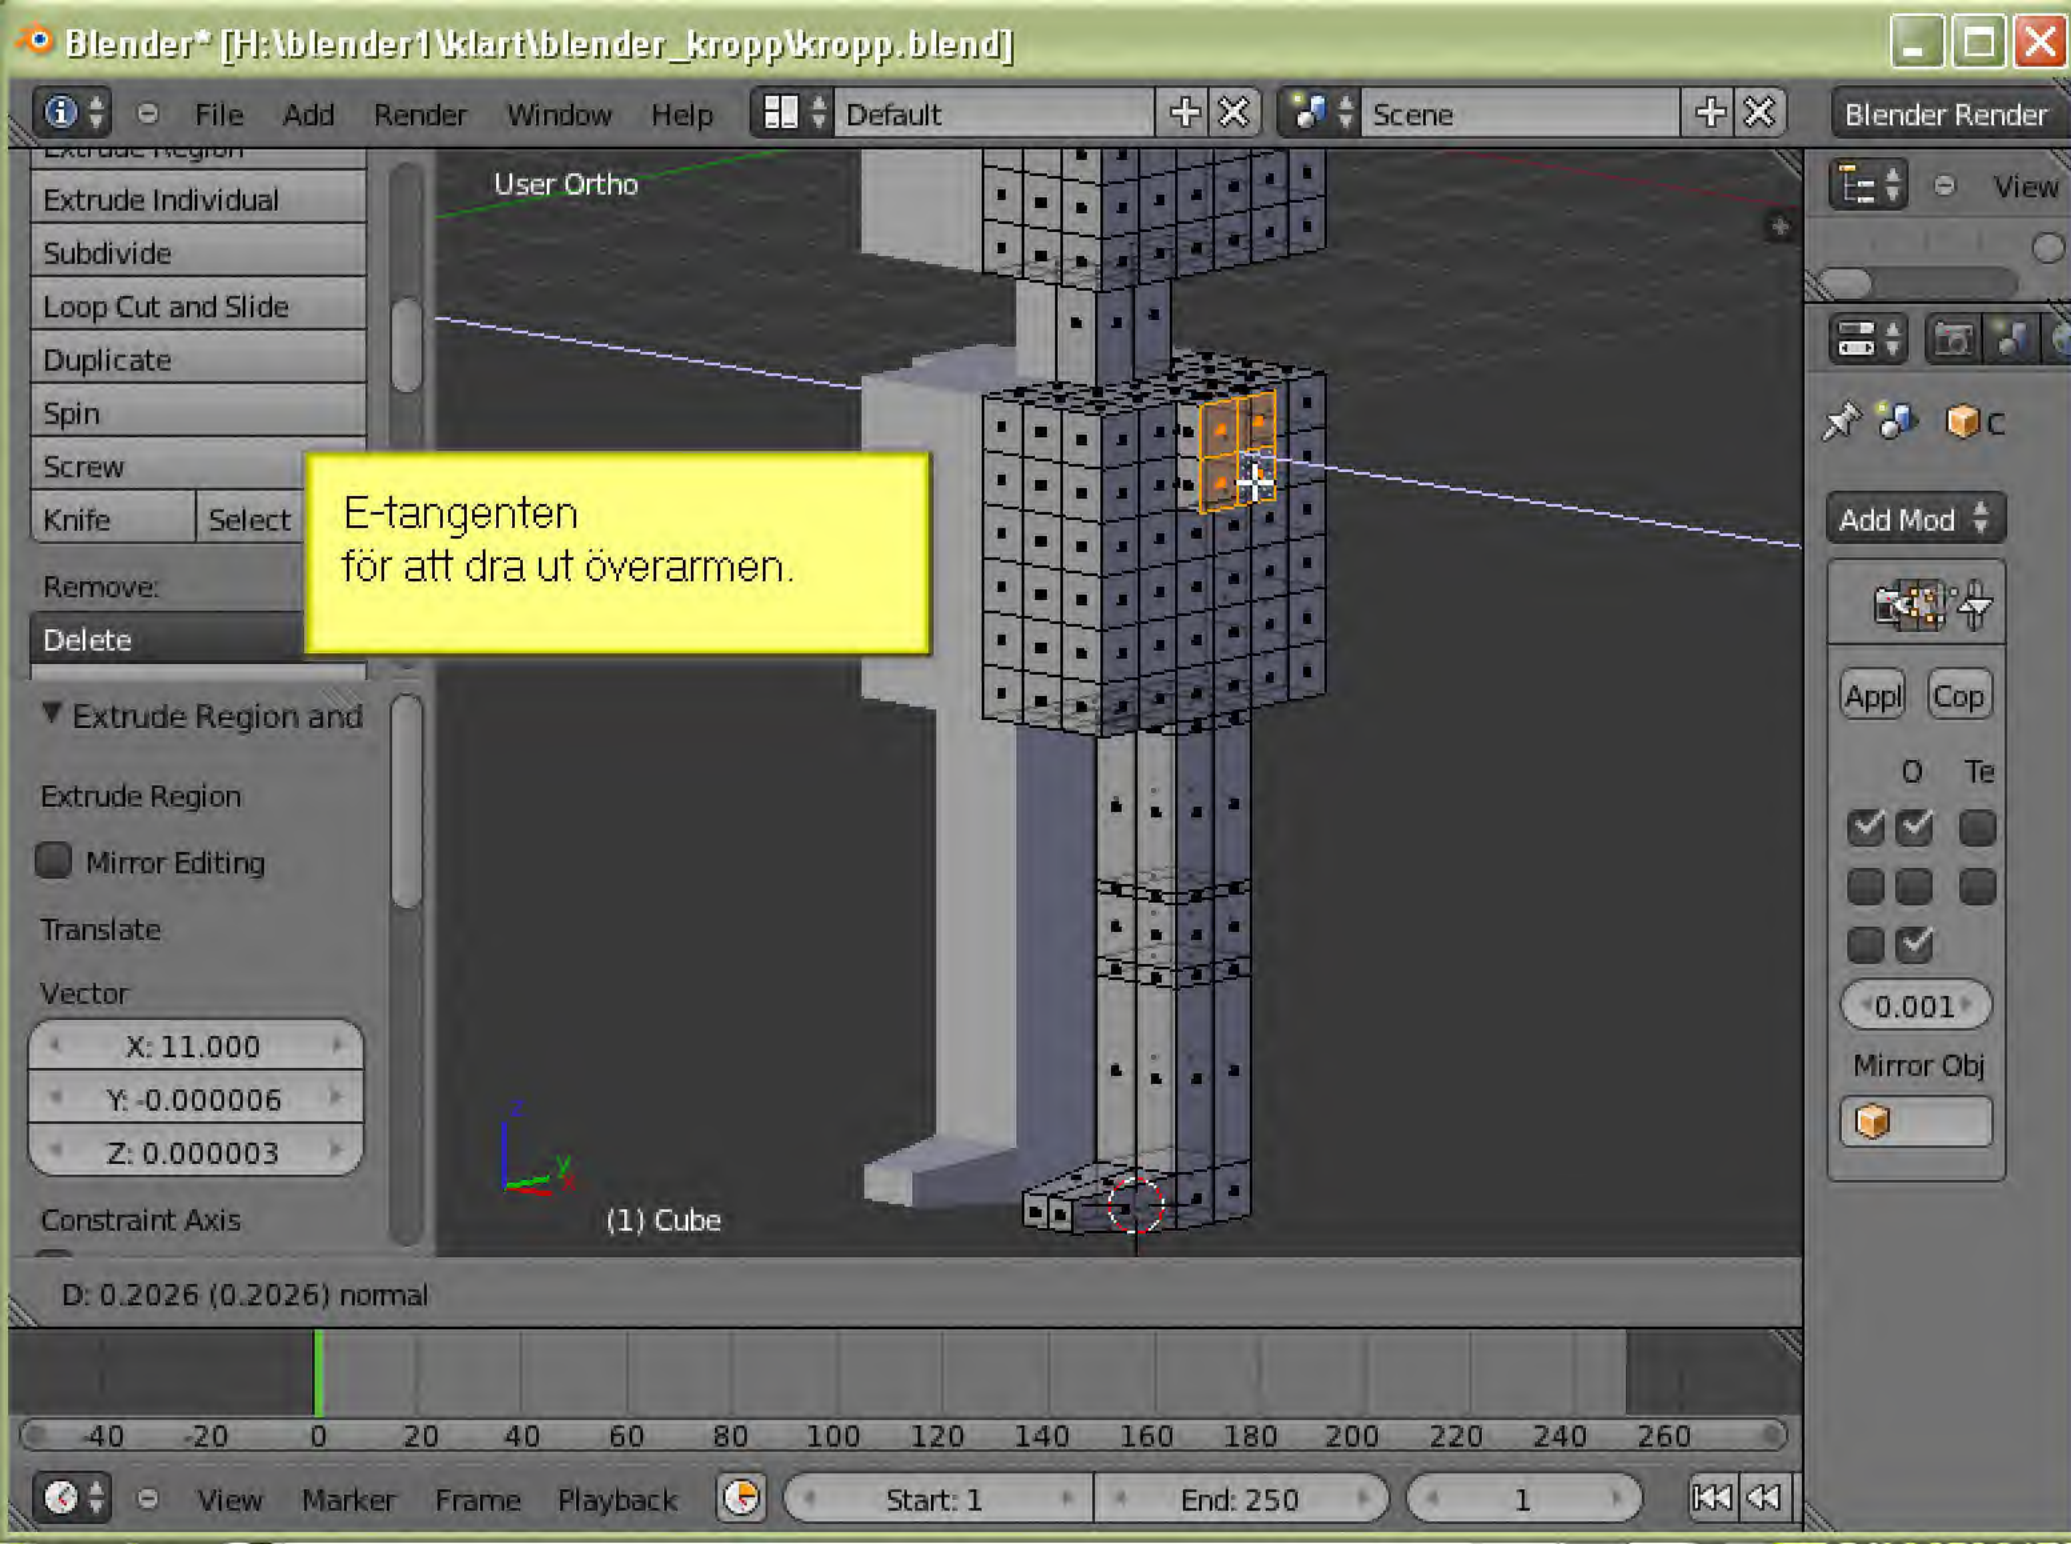 Blender* [H:\blender1\klart\blender_kropp\kropp.blend]
File Add Render Window Help Default Scene Blender Render
Extrude Region
User Ortho
View
Extrude Individual
Subdivide
Loop Cut and Slide
Duplicate
Spin
C
Screw
Knife Select
Add Mod
E-tangenten
för att dra ut överarmen.
Remove:
Delete
Appl Cop
Extrude Region and
O Te
Extrude Region
Mirror Editing
Translate
Vector
0.001
X: 11.000
Mirror Obj
Y: -0.000006
z
Z: 0.000003
y
x
Constraint Axis
(1) Cube
D: 0.2026 (0.2026) normal
-40 -20 0 20 40 60 80 100 120 140 160 180 200 220 240 260
View Marker Frame Playback Start: 1 End: 250 1